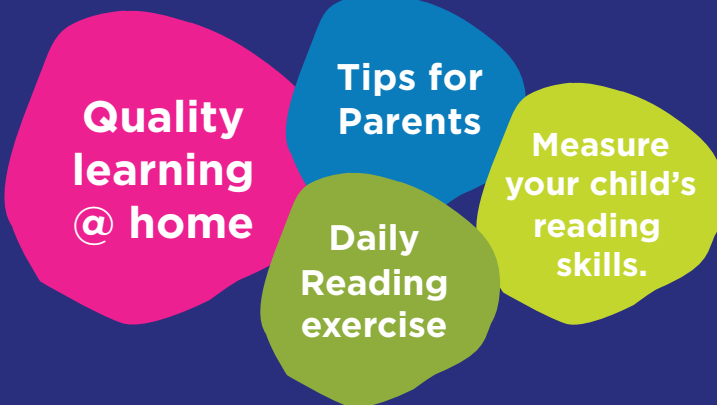 Quality
learning
@ home
Tips for
Parents
Daily
Reading
exercise
Measure
your child's
reading
skills.